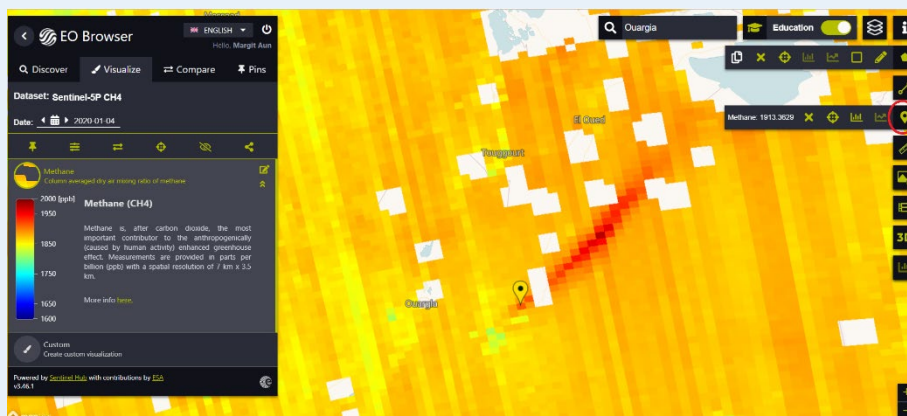 EO Browser
ENGLISH
Hello, Margit Aun
Discover
Visualize
Compare
Pins
Dataset: Sentinel-5P CH4
Date: 2020-01-04
Methane
Column averaged dry air mixing ratio of methane
2000 [ppb]
1950
1850
1750
1650
1600
Methane (CH4)
Methane is, after carbon dioxide, the most
important contributor to the anthropogenically
(caused by human activity) enhanced greenhouse
effect. Measurements are provided in parts per
billion (ppb) with a spatial resolution of 7 km x 3.5
km.
More info here.
Custom
Create custom visualization
Powered by Sentinel Hub with contributions by ESA
v3.46.1
Ouargia
Education
Methane: 1913.3629
3D
El Oued
Touggourt
Ouargla